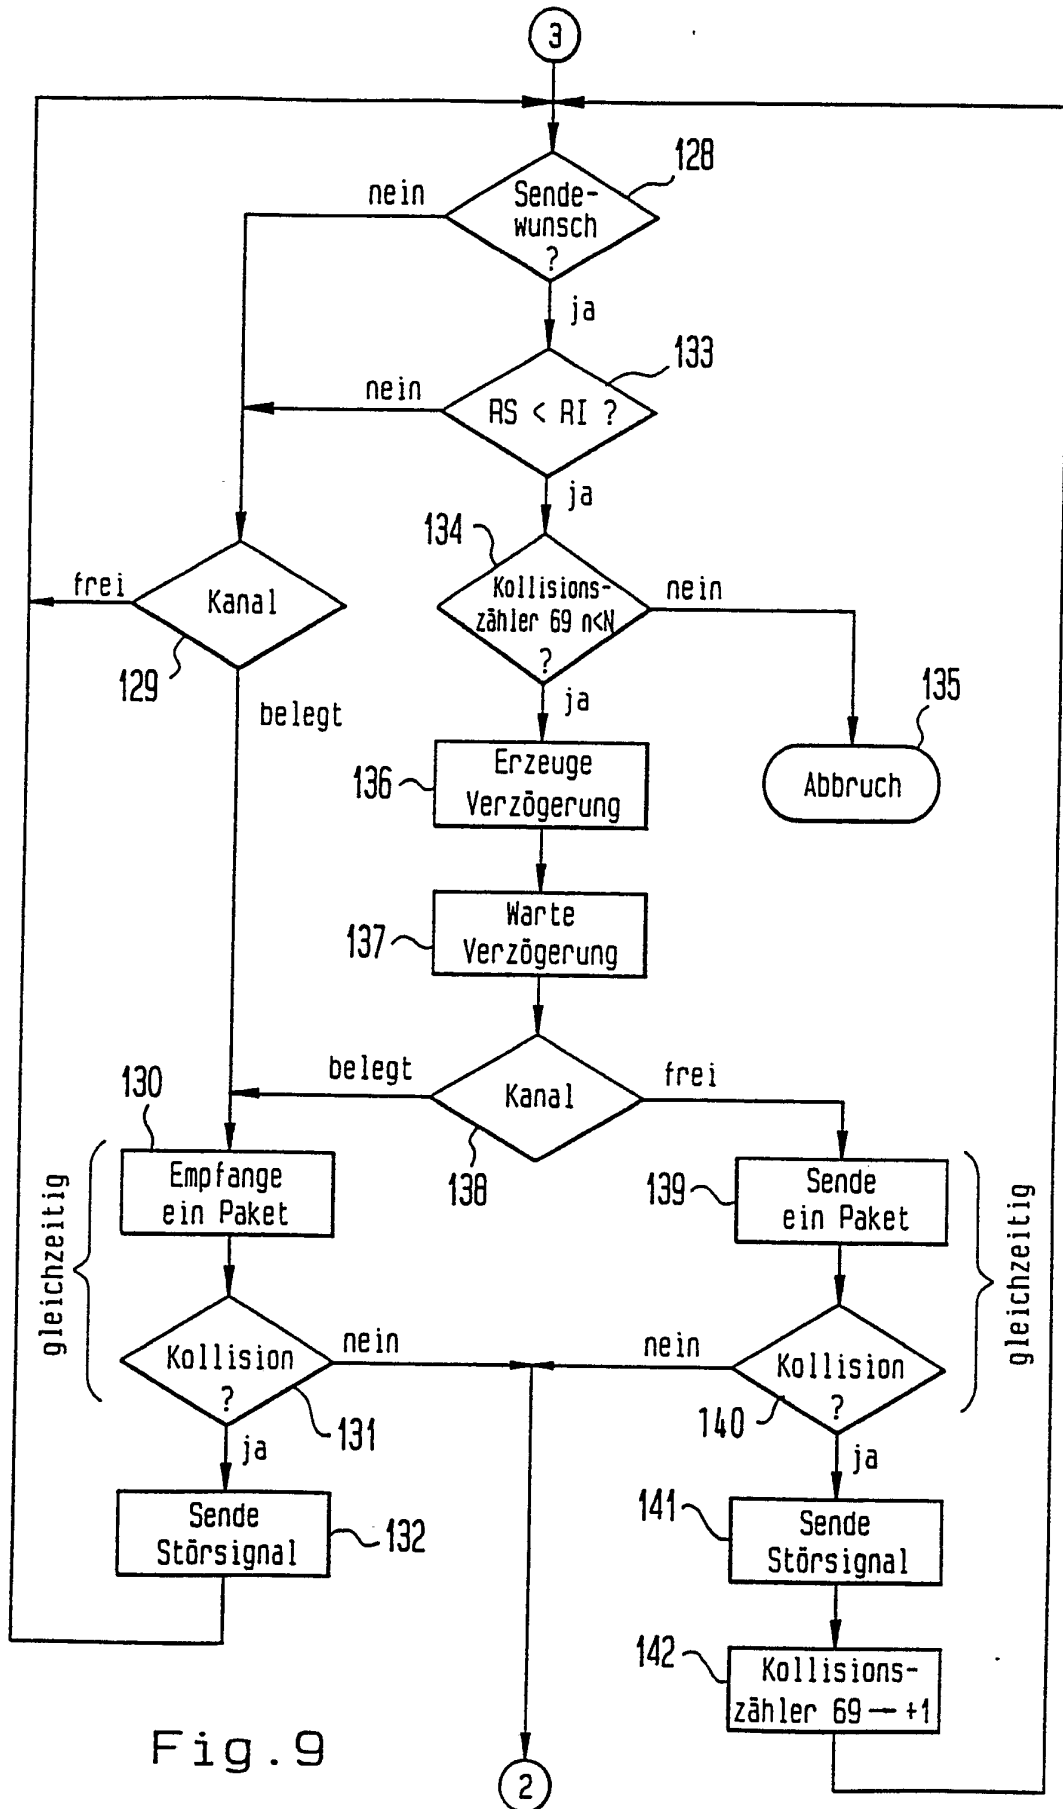 3
128
nein
Sende-
wunsch
?
ja
133
nein
RS < RI ?
ja
134
frei
Kanal
129
Kollisions-
zähler 69 n<N
?
nein
belegt
ja
135
136
Erzeuge
Verzögerung
Abbruch
137
Warte
Verzögerung
130
belegt
Kanal
frei
138
gleichzeitig
Empfange
ein Paket
139
Sende
ein Paket
gleichzeitig
Kollision
?
nein
131
nein
Kollision
?
140
ja
ja
Sende
Störsignal
132
141
Sende
Störsignal
142
Kollisions-
zähler 69 → +1
Fig.9
2